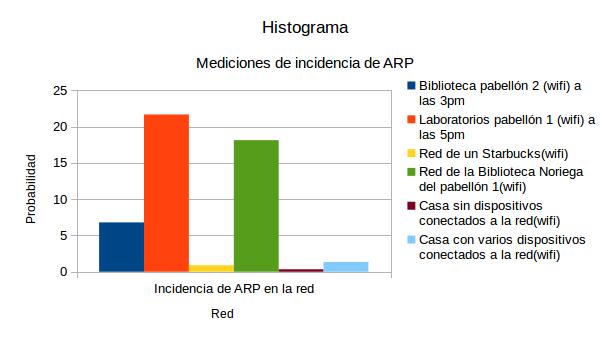 Histograma
Mediciones de incidencia de ARP
25
20
15
10
5
0
Probabilidad
Incidencia de ARP en la red
Red
Biblioteca pabellón 2 (wifi) a
las 3pm
Laboratorios pabellón 1 (wifi) a
las 5pm
Red de un Starbucks(wifi)
Red de la Biblioteca Noriega
del pabellón 1(wifi)
Casa sin dispositivos
conectados a la red(wifi)
Casa con varios dispositivos
conectados a la red(wifi)